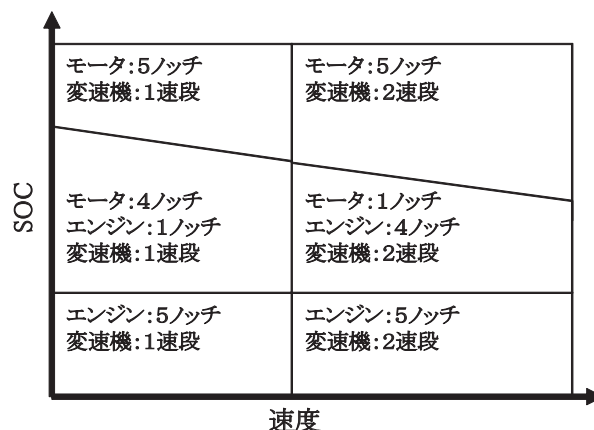 モータ:5ノッチ
変速機:1速段
モータ:5ノッチ
変速機:2速段
モータ:4ノッチ
エンジン:1ノッチ
変速機:1速段
モータ:1ノッチ
エンジン:4ノッチ
変速機:2速段
エンジン:5ノッチ
変速機:1速段
エンジン:5ノッチ
変速機:2速段
SOC
速度